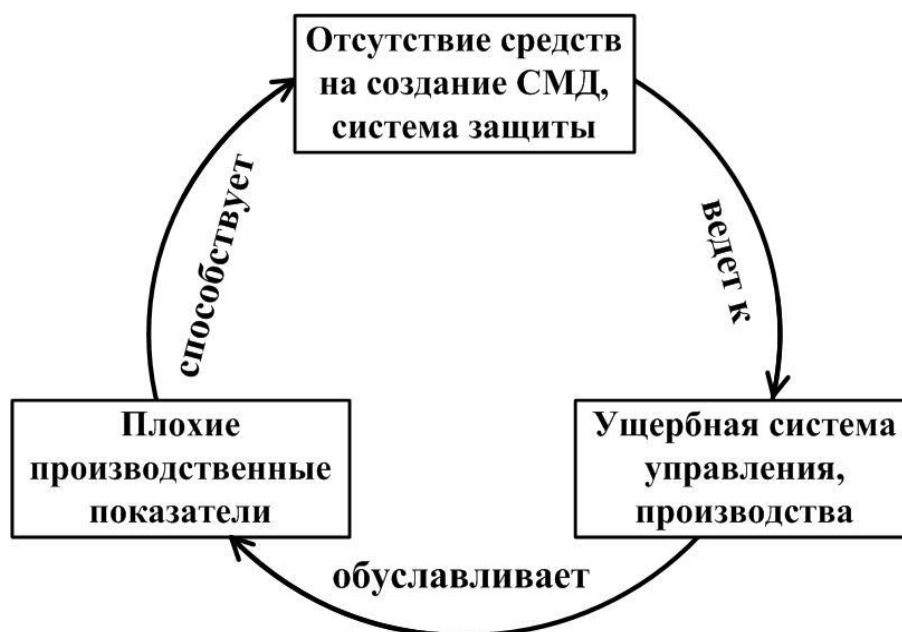 Отсутствие средств
на создание СМД,
система защиты
ведет к
Ущербная система
управления,
производства
обуславливает
Плохие
производственные
показатели
способствует